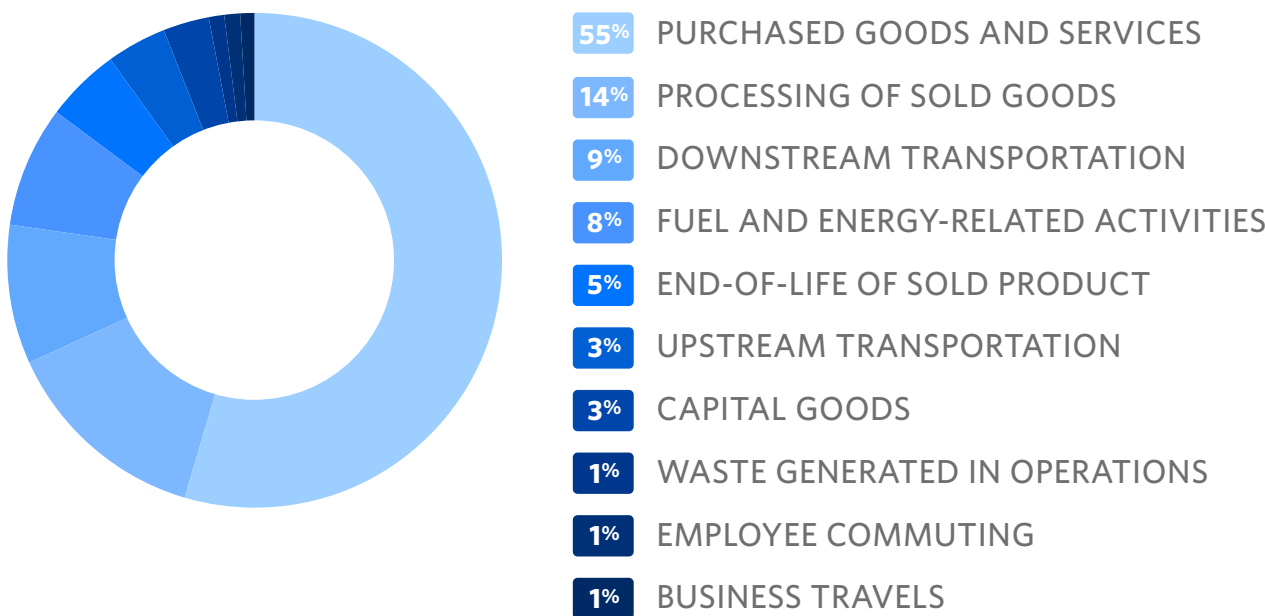 55% PURCHASED GOODS AND SERVICES
14% PROCESSING OF SOLD GOODS
9% DOWNSTREAM TRANSPORTATION
8% FUEL AND ENERGY-RELATED ACTIVITIES
5% END-OF-LIFE OF SOLD PRODUCT
3% UPSTREAM TRANSPORTATION
3% CAPITAL GOODS
1% WASTE GENERATED IN OPERATIONS
1% EMPLOYEE COMMUTING
1% BUSINESS TRAVELS